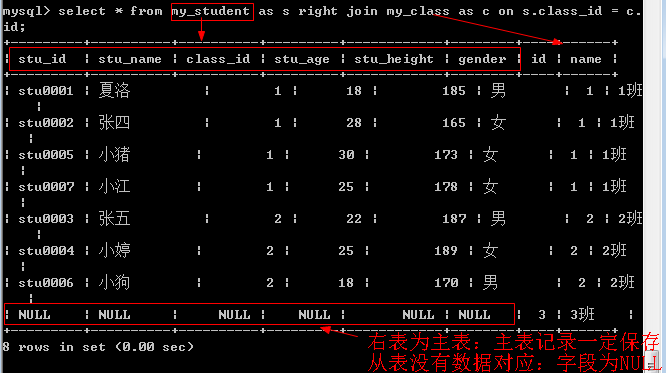 mysql> select * from my_student as s right join my_class as c on s.class_id = c.
id;
+---------+----------+----------+---------+------------+--------+----+------+
¦ stu_id ¦ stu_name ¦ class_id ¦ stu_age ¦ stu_height ¦ gender ¦ id ¦ name ¦
+---------+----------+----------+---------+------------+--------+----+------+
¦ stu0001 ¦ 夏洛 ¦ 1 ¦ 18 ¦ 185 ¦ 男 ¦ 1 ¦ 1班
¦
¦ stu0002 ¦ 张四 ¦ 1 ¦ 28 ¦ 165 ¦ 女 ¦ 1 ¦ 1班
¦
¦ stu0005 ¦ 小猪 ¦ 1 ¦ 30 ¦ 173 ¦ 女 ¦ 1 ¦ 1班
¦
¦ stu0007 ¦ 小江 ¦ 1 ¦ 25 ¦ 178 ¦ 女 ¦ 1 ¦ 1班
¦
¦ stu0003 ¦ 张五 ¦ 2 ¦ 22 ¦ 187 ¦ 男 ¦ 2 ¦ 2班
¦
¦ stu0004 ¦ 小婷 ¦ 2 ¦ 25 ¦ 189 ¦ 女 ¦ 2 ¦ 2班
¦
¦ stu0006 ¦ 小狗 ¦ 2 ¦ 18 ¦ 170 ¦ 男 ¦ 2 ¦ 2班
¦
¦ NULL ¦ NULL ¦ NULL ¦ NULL ¦ NULL ¦ NULL ¦ 3 ¦ 3班 ¦
+---------+----------+----------+---------+------------+--------+----+------+
8 rows in set (0.00 sec)
右表为主表：主表记录一定保存
从表没有数据对应：字段为NULL